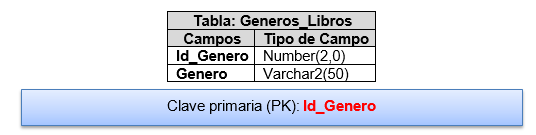 Tabla: Generos_Libros
Campos Tipo de Campo
Id_Genero Number(2,0)
Genero Varchar2(50)
Clave primaria (PK): Id_Genero